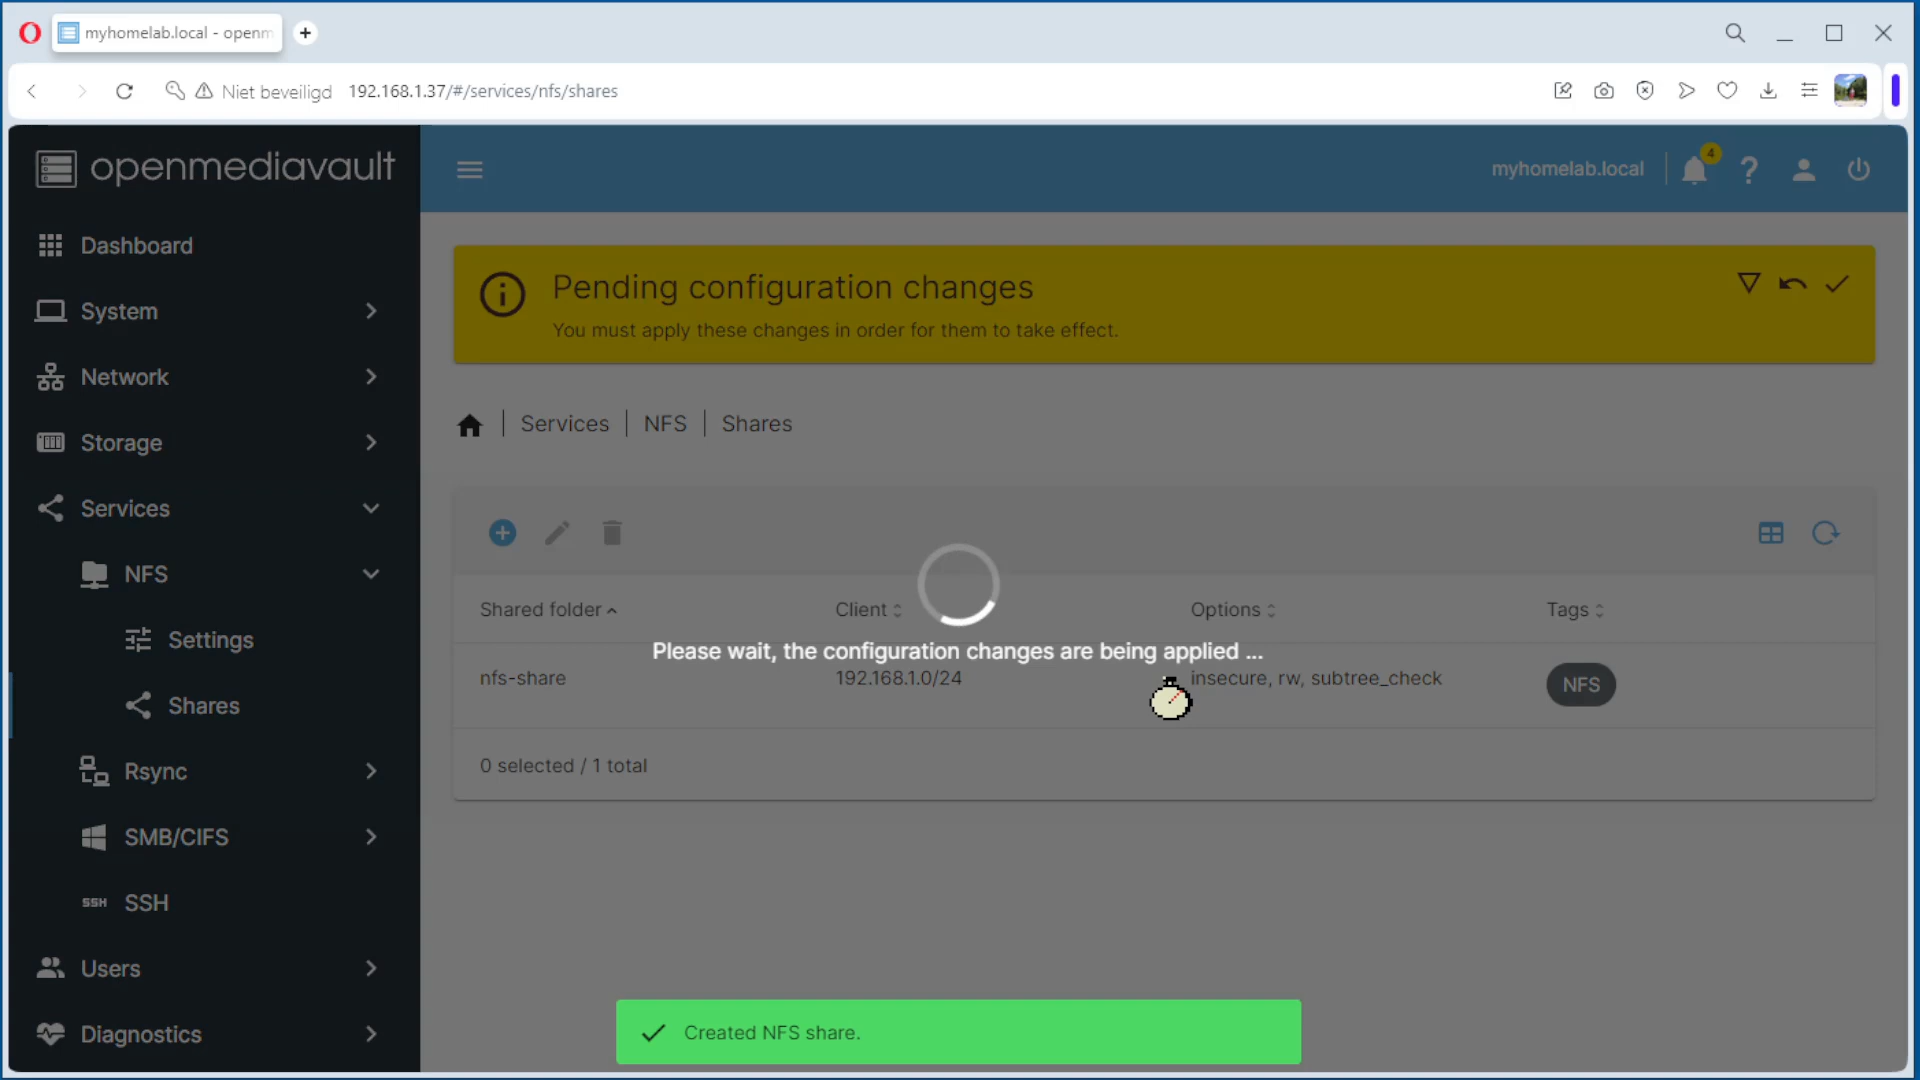 myhomelab.local - openm
Niet beveiligd 192.168.1.37/#/services/nfs/shares
openmediavault
myhomelab.local
4
Dashboard
System
Network
Storage
Services
NFS
Settings
Shares
Rsync
SMB/CIFS
SSH SSH
Users
Diagnostics
Pending configuration changes
You must apply these changes in order for them to take effect.
Services | NFS | Shares
Shared folder Client Options Tags
Please wait, the configuration changes are being applied ...
nfs-share 192.168.1.0/24 insecure, rw, subtree_check NFS
0 selected / 1 total
Created NFS share.